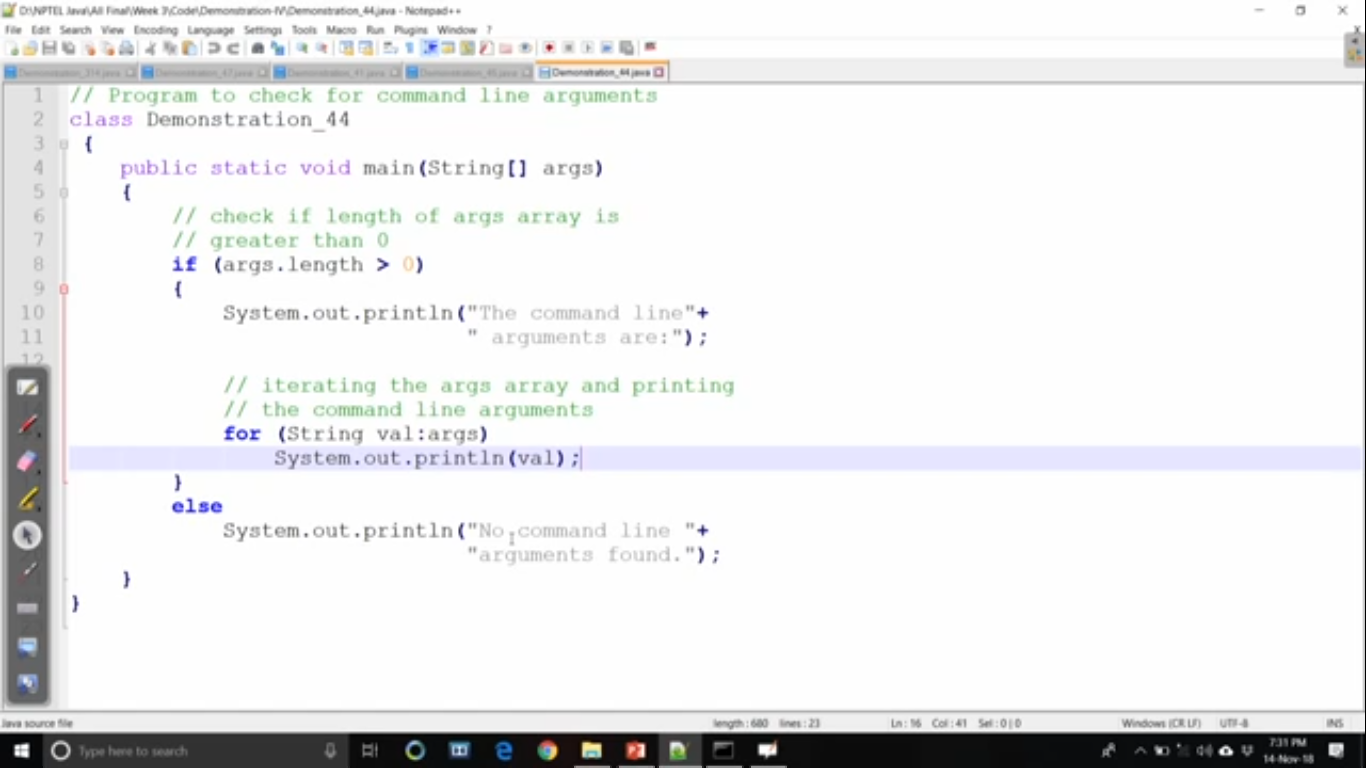 D:\NPTEL Java\All Final\Week 3\Code\Demonstration-IV\Demonstration_44.java - Notepad++
File Edit Search View Encoding Language Settings Tools Macro Run Plugins Window ?
Demonstration_314.java Demonstration_47.java Demonstration_41.java Demonstration_44.java
1 // Program to check for command line arguments
2 class Demonstration_44
3 {
4 public static void main(String[] args)
5 {
6 // check if length of args array is
7 // greater than 0
8 if (args.length > 0)
9 {
10 System.out.println("The command line"+
11 " arguments are:");
12
// iterating the args array and printing
// the command line arguments
for (String val:args)
System.out.println(val);
}
else
System.out.println("No command line "+
"arguments found.");
}
}
Java source file length : 680 lines : 23 Ln : 16 Col : 41 Sel : 0 | 0 Windows (CR LF) UTF-8 INS
Type here to search 7:31 PM
14-Nov-18